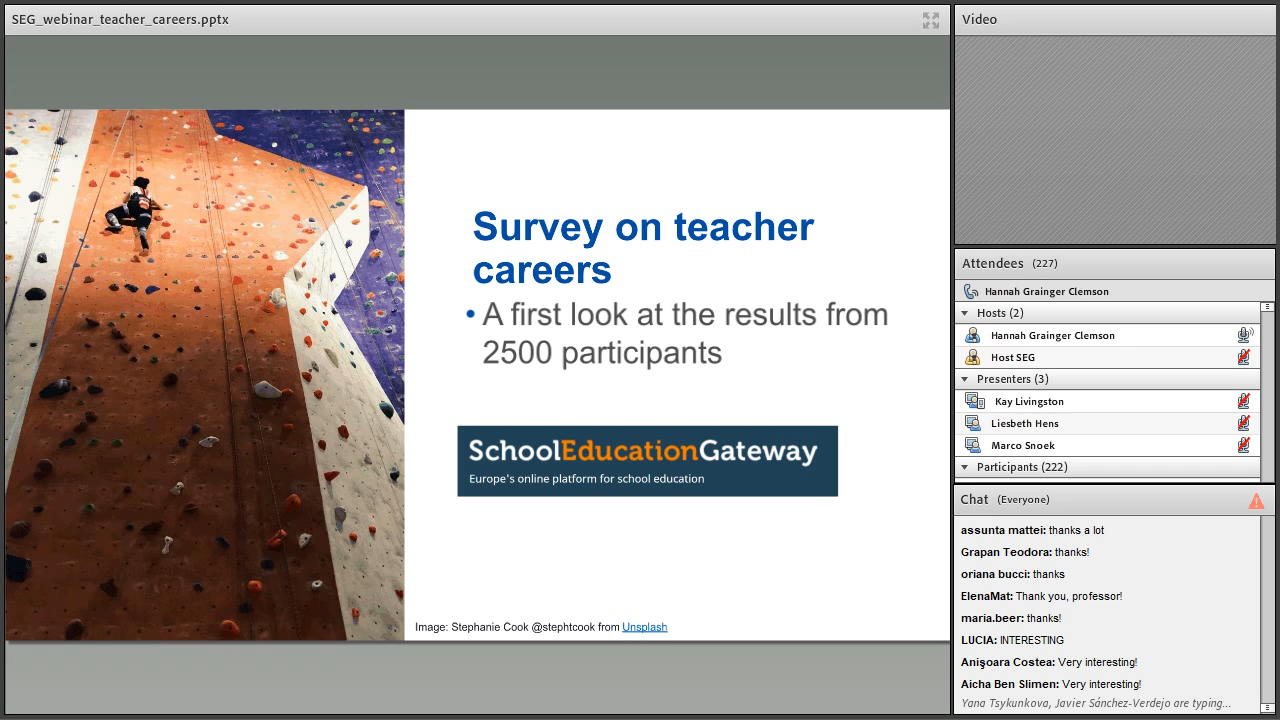 SEG_webinar_teacher_careers.pptx
Survey on teacher
careers
• A first look at the results from
2500 participants
SchoolEducationGateway
Europe's online platform for school education
Image: Stephanie Cook @stephtcook from Unsplash
Video
Attendees (227)
Hannah Grainger Clemson
Hosts (2)
Hannah Grainger Clemson
Host SEG
Presenters (3)
Kay Livingston
Liesbeth Hens
Marco Snoek
Participants (222)
Chat (Everyone)
assunta mattei: thanks a lot
Grapan Teodora: thanks!
oriana bucci: thanks
ElenaMat: Thank you, professor!
maria.beer: thanks!
LUCIA: INTERESTING
Anişoara Costea: Very interesting!
Aicha Ben Slimen: Very interesting!
Yana Tsykunkova, Javier Sánchez-Verdejo are typing...